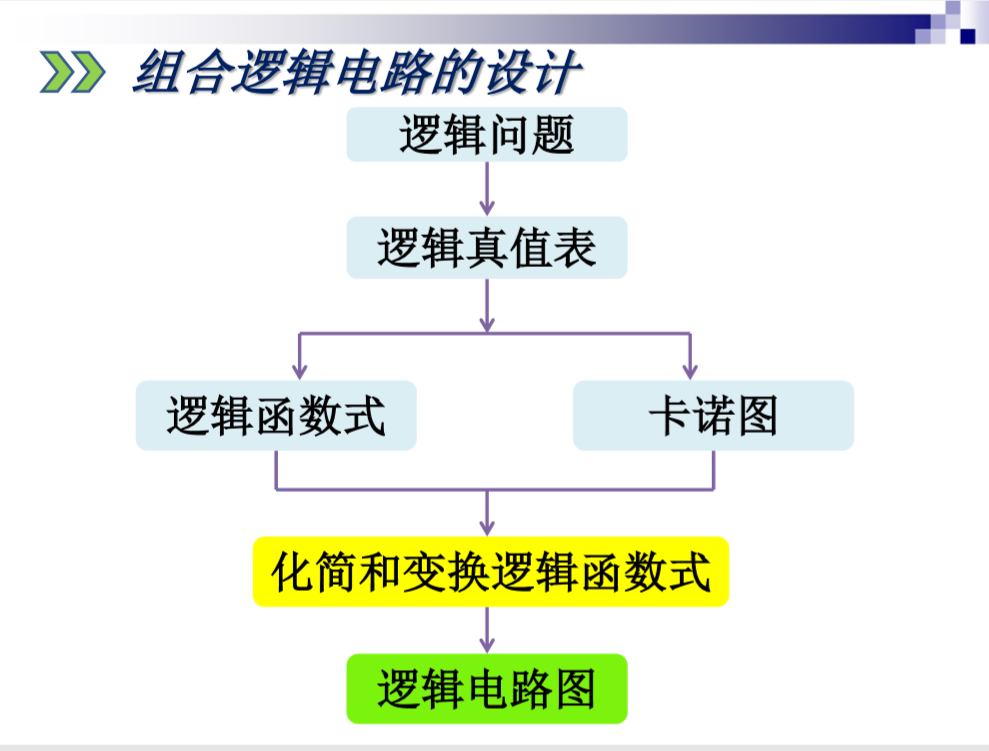 组合逻辑电路的设计
逻辑问题
逻辑真值表
逻辑函数式
卡诺图
化简和变换逻辑函数式
逻辑电路图